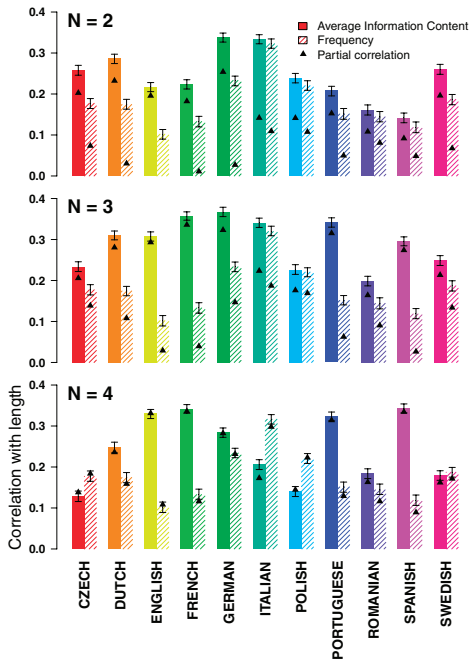 N = 2
Average Information Content
Frequency
Partial correlation
0.4
0.3
0.2
0.1
0.0
N = 3
0.4
0.3
0.2
0.1
0.0
N = 4
0.4
0.3
0.2
0.1
0.0
Correlation with length
CZECH
DUTCH
ENGLISH
FRENCH
GERMAN
ITALIAN
POLISH
PORTUGUESE
ROMANIAN
SPANISH
SWEDISH